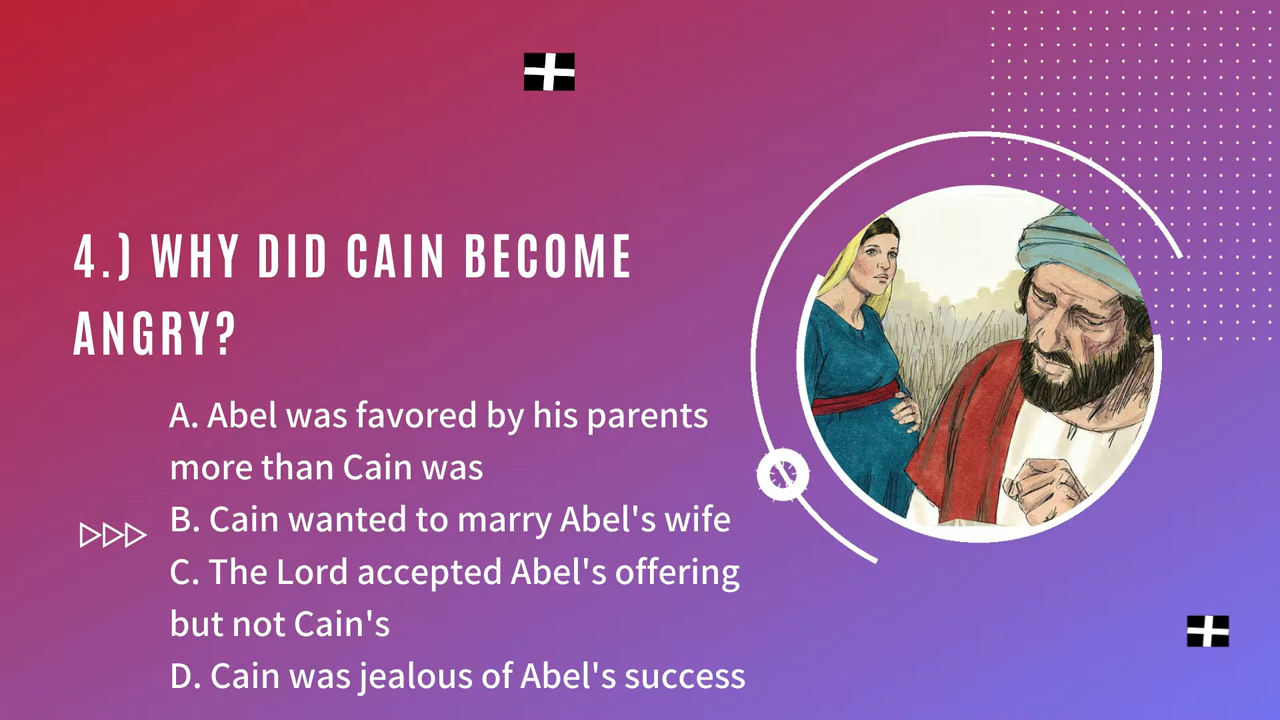 4.) WHY DID CAIN BECOME
ANGRY?
A. Abel was favored by his parents
more than Cain was
B. Cain wanted to marry Abel's wife
C. The Lord accepted Abel's offering
but not Cain's
D. Cain was jealous of Abel's success